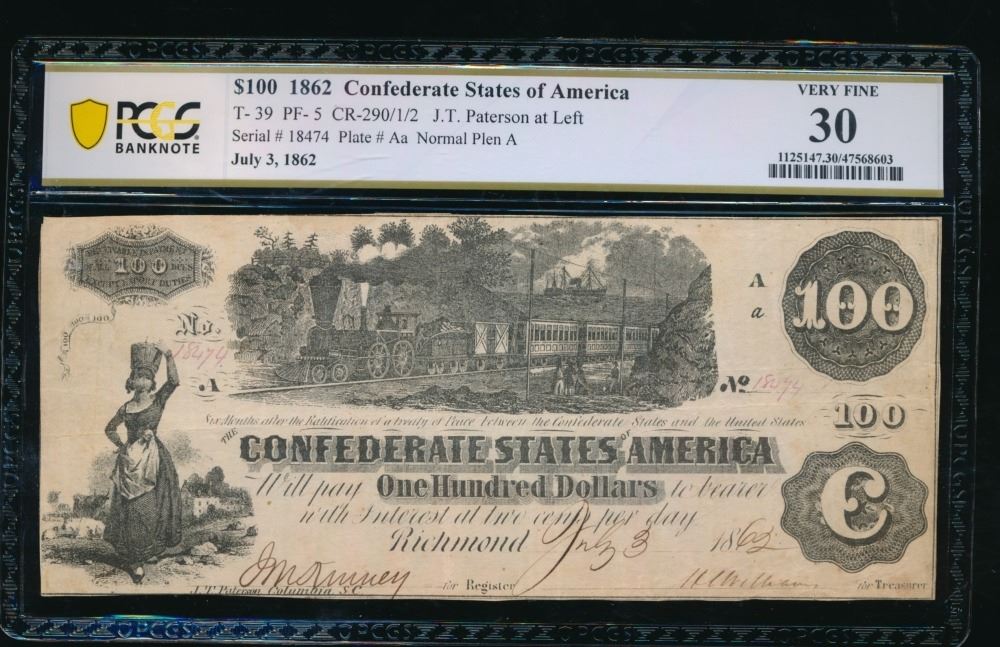 PCGS
BANKNOTE
$100 1862 Confederate States of America
T- 39 PF- 5 CR-290/1/2 J.T. Paterson at Left
Serial # 18474 Plate # Aa Normal Plen A
July 3, 1862
VERY FINE
30
1125147.30/47568603
100
No. 18474
A
A
a
No 18474
100
100
C
Six Months after the Ratification of a treaty of Peace between the Confederate States and the United States
THE CONFEDERATE STATES OF AMERICA
Will pay One Hundred Dollars to bearer
with Interest at two cents per day
Richmond July 3 1862
for Register
for Treasurer
J.T. Paterson Columbia S.C.